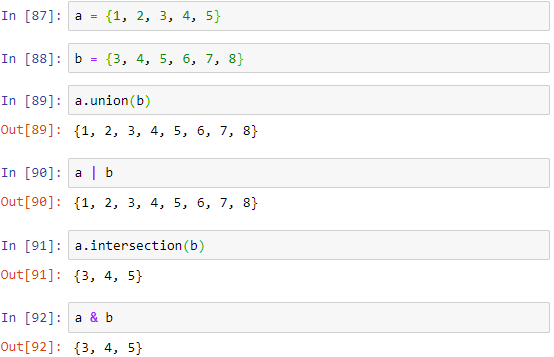 In [87]: a = {1, 2, 3, 4, 5}
In [88]: b = {3, 4, 5, 6, 7, 8}
In [89]: a.union(b)
Out[89]: {1, 2, 3, 4, 5, 6, 7, 8}
In [90]: a | b
Out[90]: {1, 2, 3, 4, 5, 6, 7, 8}
In [91]: a.intersection(b)
Out[91]: {3, 4, 5}
In [92]: a & b
Out[92]: {3, 4, 5}